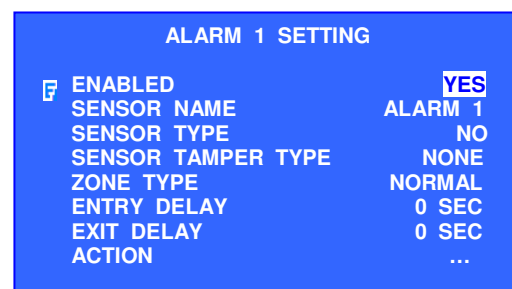 ALARM 1 SETTING
F ENABLED YES
SENSOR NAME ALARM 1
SENSOR TYPE NO
SENSOR TAMPER TYPE NONE
ZONE TYPE NORMAL
ENTRY DELAY 0 SEC
EXIT DELAY 0 SEC
ACTION ...